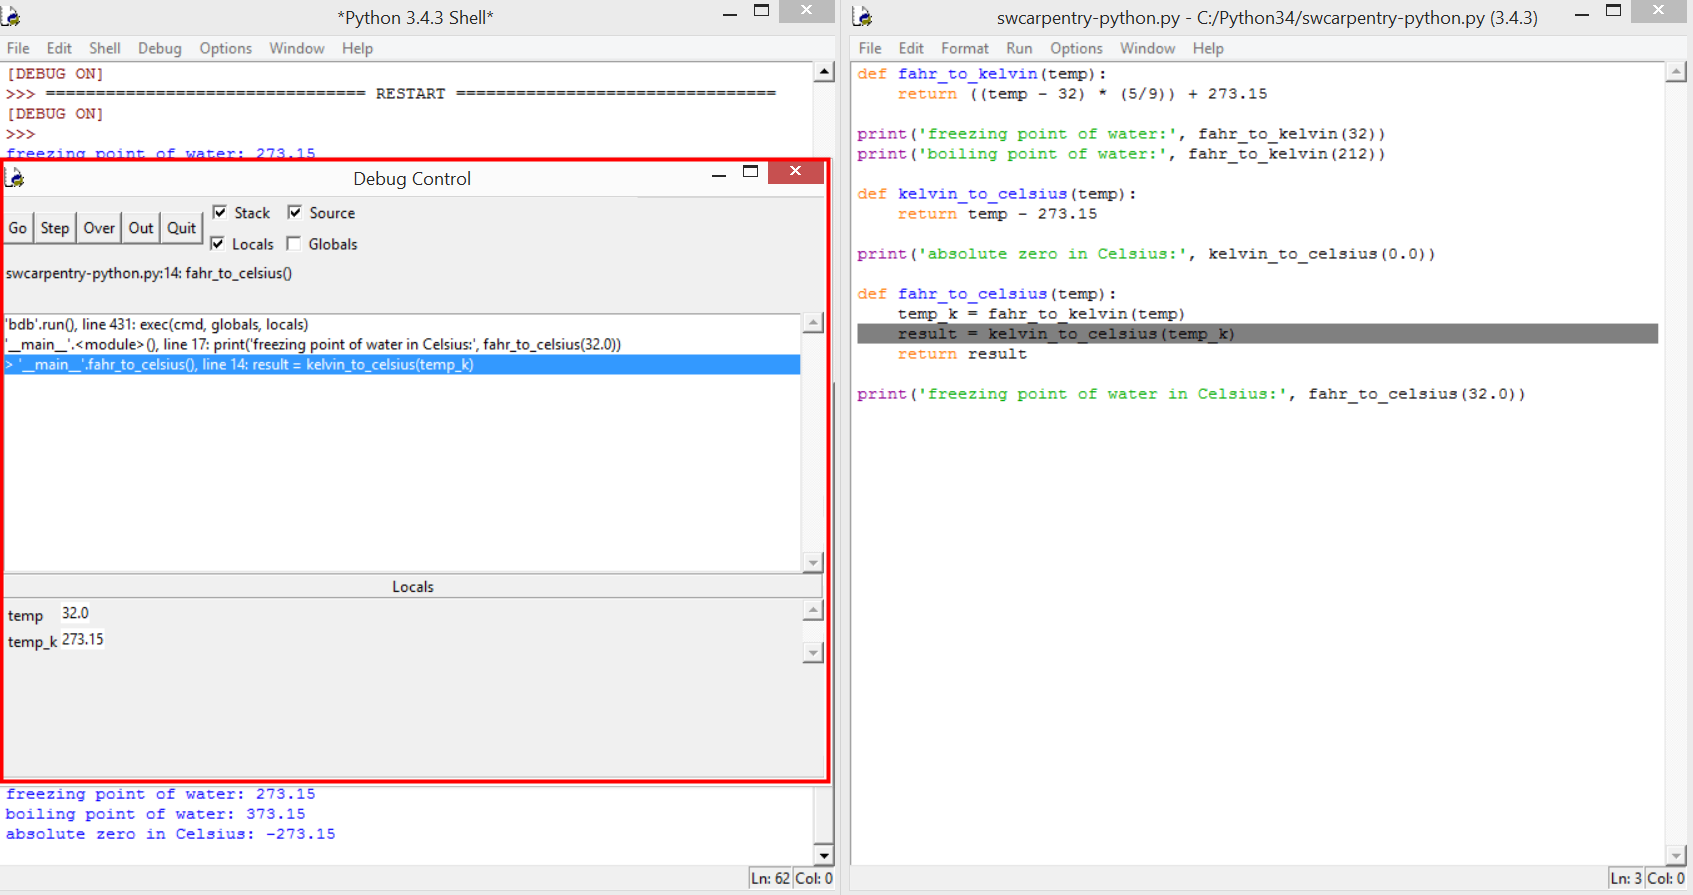 *Python 3.4.3 Shell*
File Edit Shell Debug Options Window Help
[DEBUG ON]
>>> ================================ RESTART ================================
[DEBUG ON]
>>>
freezing point of water: 273.15
Debug Control
Go Step Over Out Quit
Stack Source
Locals Globals
swcarpentry-python.py:14: fahr_to_celsius()
'bdb'.run(), line 431: exec(cmd, globals, locals)
'__main__'.<module>(), line 17: print('freezing point of water in Celsius:', fahr_to_celsius(32.0))
> '__main__'.fahr_to_celsius(), line 14: result = kelvin_to_celsius(temp_k)
Locals
temp 32.0
temp_k 273.15
freezing point of water: 273.15
boiling point of water: 373.15
absolute zero in Celsius: -273.15
Ln: 62 Col: 0
swcarpentry-python.py - C:/Python34/swcarpentry-python.py (3.4.3)
File Edit Format Run Options Window Help
def fahr_to_kelvin(temp):
    return ((temp - 32) * (5/9)) + 273.15
print('freezing point of water:', fahr_to_kelvin(32))
print('boiling point of water:', fahr_to_kelvin(212))
def kelvin_to_celsius(temp):
    return temp - 273.15
print('absolute zero in Celsius:', kelvin_to_celsius(0.0))
def fahr_to_celsius(temp):
    temp_k = fahr_to_kelvin(temp)
    result = kelvin_to_celsius(temp_k)
    return result
print('freezing point of water in Celsius:', fahr_to_celsius(32.0))
Ln: 3 Col: 0